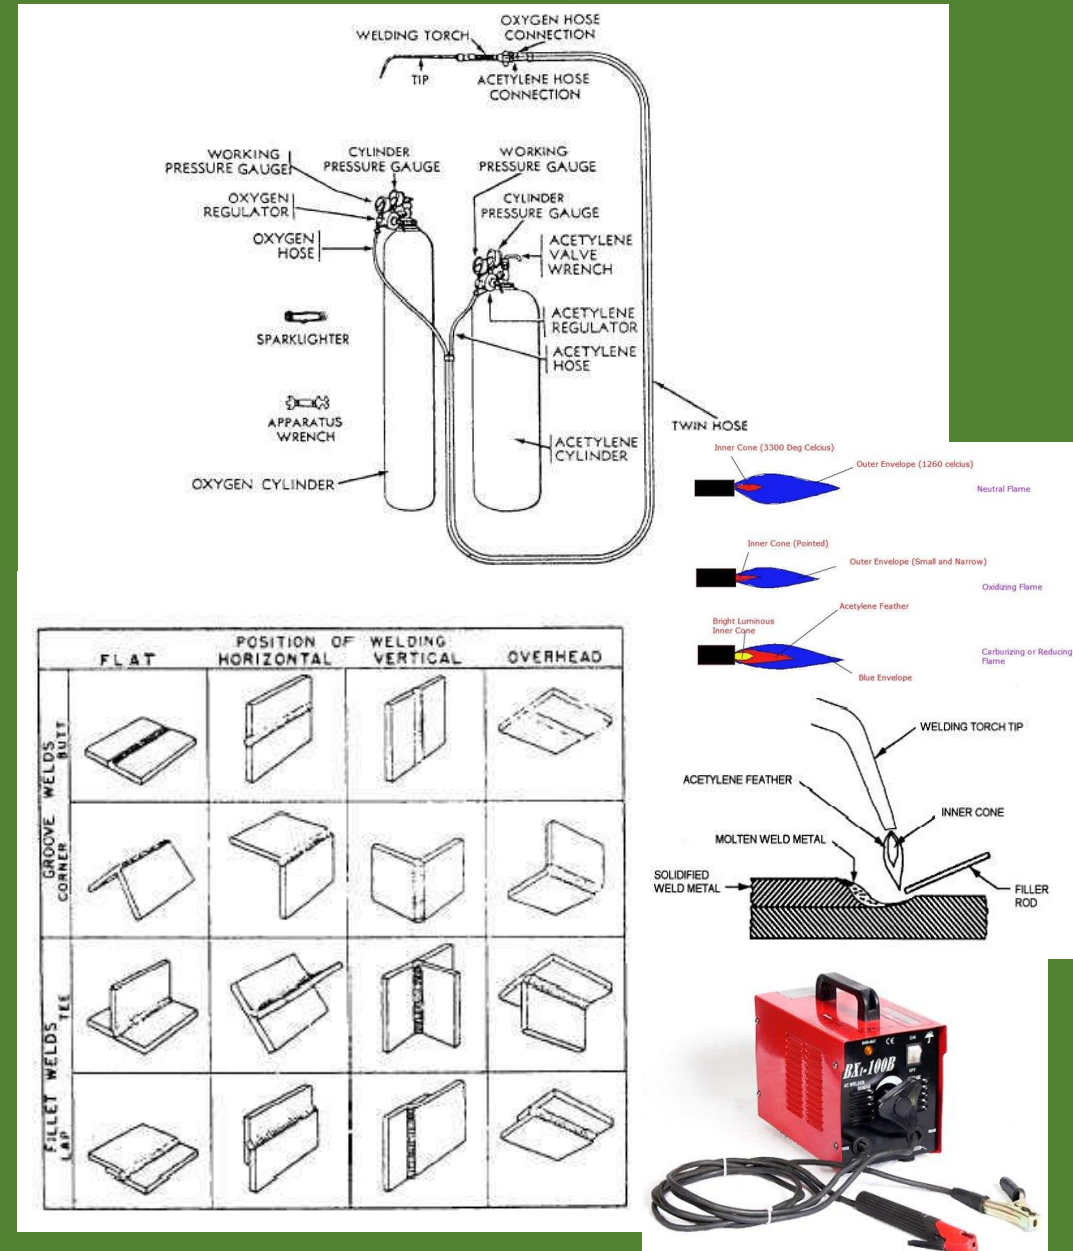 OXYGEN HOSE
CONNECTION
WELDING TORCH
TIP
ACETYLENE HOSE
CONNECTION
WORKING
PRESSURE GAUGE
CYLINDER
PRESSURE GAUGE
WORKING
PRESSURE GAUGE
OXYGEN
REGULATOR
CYLINDER
PRESSURE GAUGE
OXYGEN
HOSE
ACETYLENE
VALVE
WRENCH
SPARKLIGHTER
ACETYLENE
REGULATOR
ACETYLENE
HOSE
APPARATUS
WRENCH
TWIN HOSE
ACETYLENE
CYLINDER
OXYGEN CYLINDER
Inner Cone (3300 Deg Celcius)
Outer Envelope (1260 celcius)
Neutral Flame
Inner Cone (Pointed)
Outer Envelope (Small and Narrow)
Oxidizing Flame
Acetylene Feather
Bright Luminous
Inner Cone
Carburizing or Reducing
Flame
Blue Envelope
POSITION OF WELDING
FLAT
HORIZONTAL
VERTICAL
OVERHEAD
GROOVE WELDS
BUTT
CORNER
FILLET WELDS
TEE
LAP
WELDING TORCH TIP
ACETYLENE FEATHER
INNER CONE
MOLTEN WELD METAL
SOLIDIFIED
WELD METAL
FILLER
ROD
CE
BX1-100B
AC WELDER
OFF